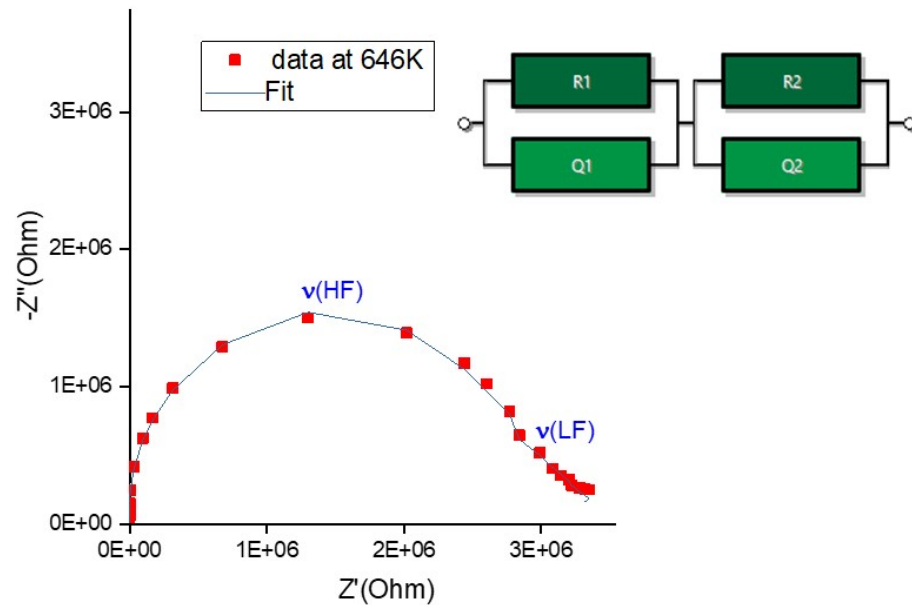 data at 646K
Fit
R1
R2
Q1
Q2
3E+06
2E+06
1E+06
0E+00
-Z"(Ohm)
ν(HF)
ν(LF)
0E+00
1E+06
2E+06
3E+06
Z'(Ohm)